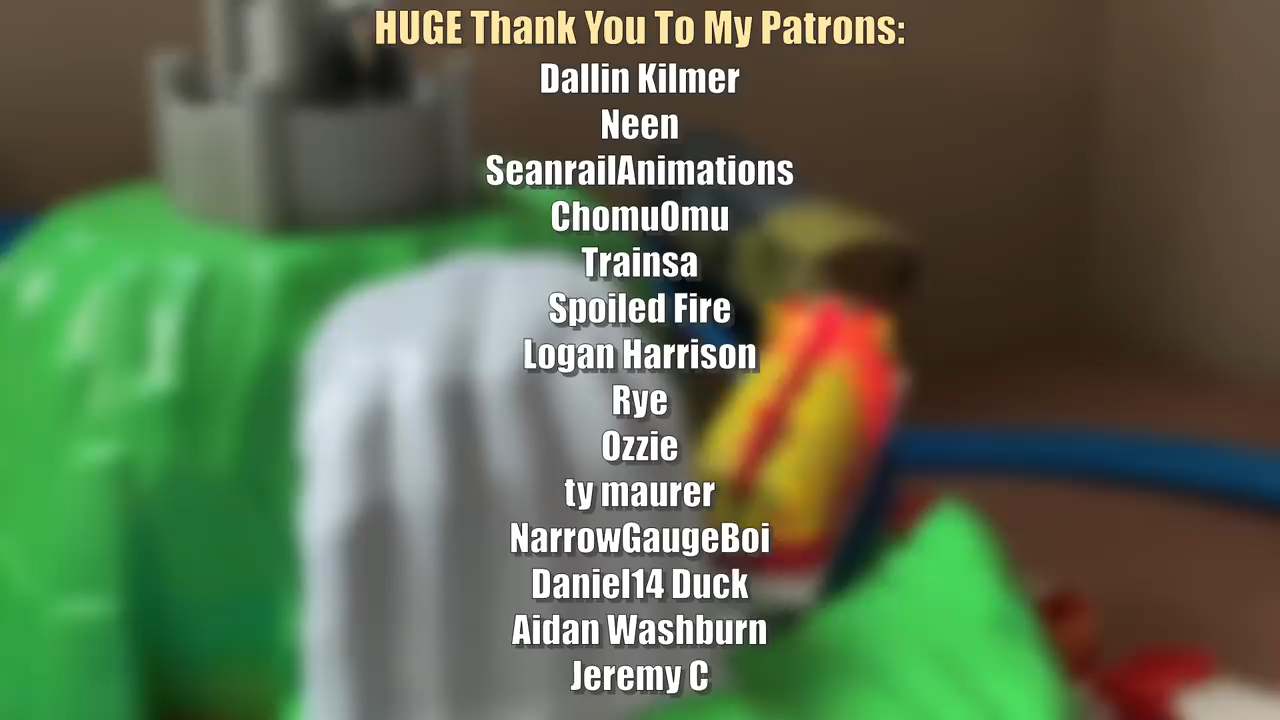 HUGE Thank You To My Patrons:
Dallin Kilmer
Neen
SeanrailAnimations
ChomuOmu
Trainsa
Spoiled Fire
Logan Harrison
Rye
Ozzie
ty maurer
NarrowGaugeBoi
Daniel14 Duck
Aidan Washburn
Jeremy C